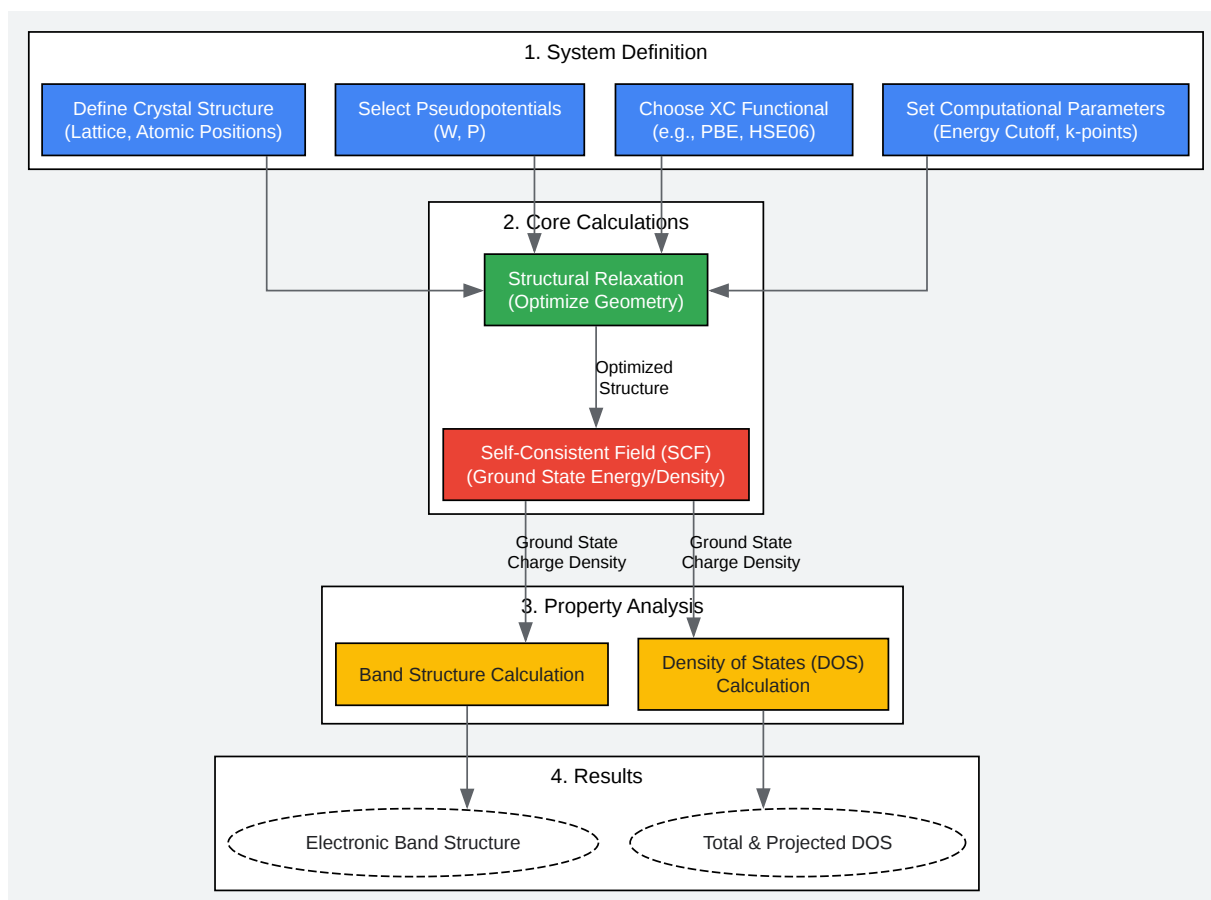 1. System Definition
Define Crystal Structure
(Lattice, Atomic Positions)
Select Pseudopotentials
(W, P)
Choose XC Functional
(e.g., PBE, HSE06)
Set Computational Parameters
(Energy Cutoff, k-points)
2. Core Calculations
Structural Relaxation
(Optimize Geometry)
Optimized
Structure
Self-Consistent Field (SCF)
(Ground State Energy/Density)
Ground State
Charge Density
Ground State
Charge Density
3. Property Analysis
Band Structure Calculation
Density of States (DOS)
Calculation
4. Results
Electronic Band Structure
Total & Projected DOS